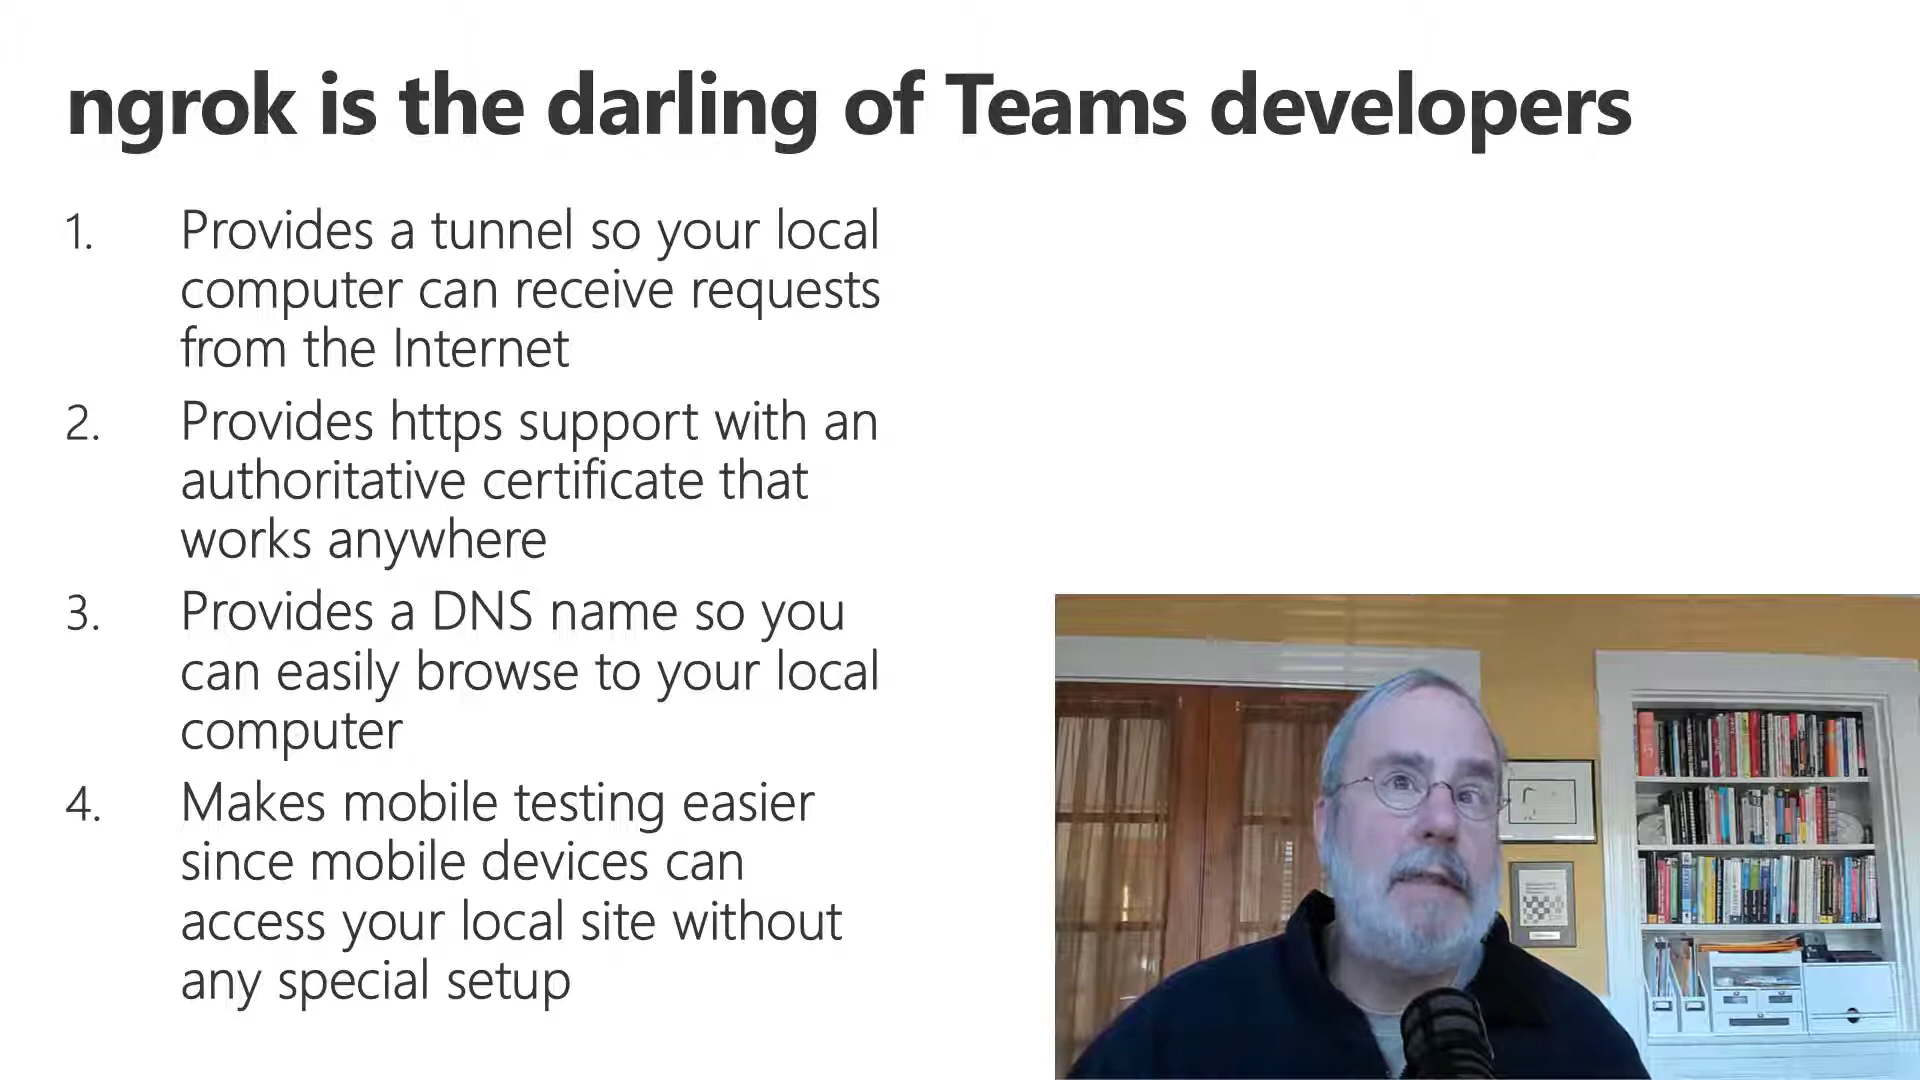 ngrok is the darling of Teams developers
1. Provides a tunnel so your local
computer can receive requests
from the Internet
2. Provides https support with an
authoritative certificate that
works anywhere
3. Provides a DNS name so you
can easily browse to your local
computer
4. Makes mobile testing easier
since mobile devices can
access your local site without
any special setup